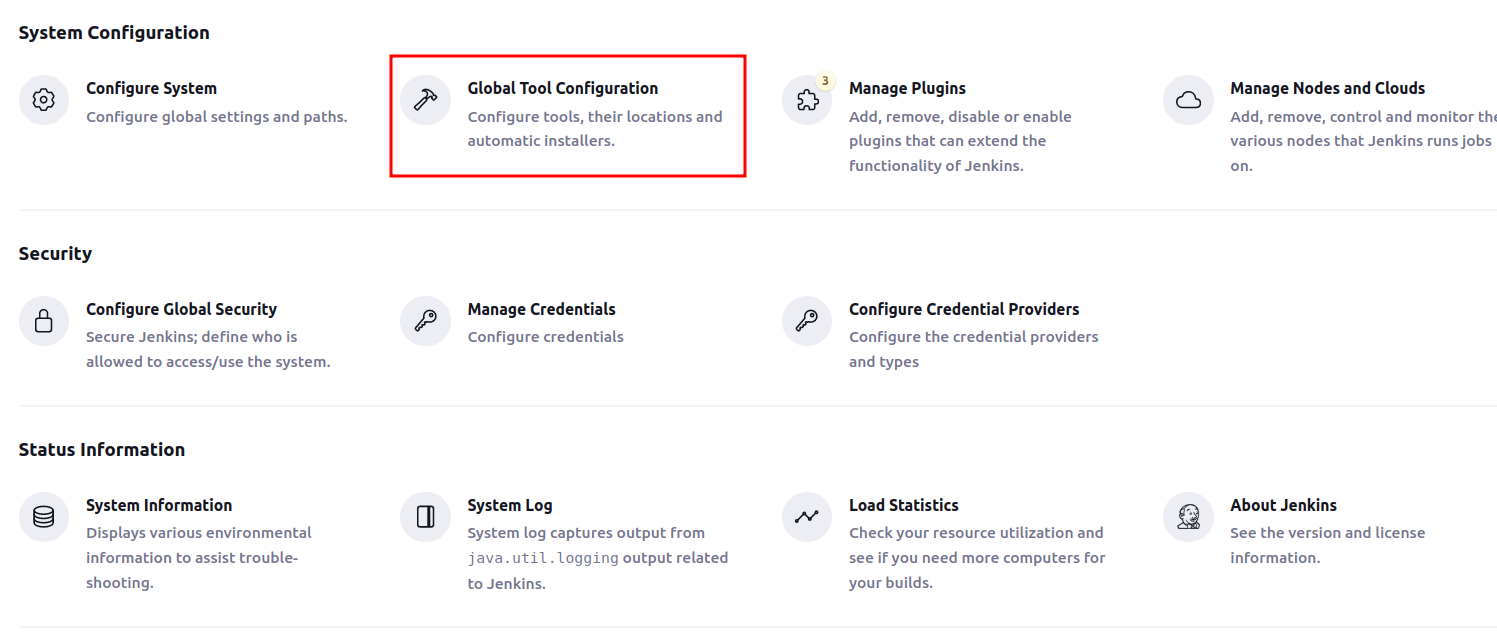 System Configuration
Configure System
Configure global settings and paths.
Global Tool Configuration
Configure tools, their locations and
automatic installers.
3
Manage Plugins
Add, remove, disable or enable
plugins that can extend the
functionality of Jenkins.
Manage Nodes and Clouds
Add, remove, control and monitor the
various nodes that Jenkins runs jobs
on.
Security
Configure Global Security
Secure Jenkins; define who is
allowed to access/use the system.
Manage Credentials
Configure credentials
Configure Credential Providers
Configure the credential providers
and types
Status Information
System Information
Displays various environmental
information to assist trouble-
shooting.
System Log
System log captures output from
java.util.logging output related
to Jenkins.
Load Statistics
Check your resource utilization and
see if you need more computers for
your builds.
About Jenkins
See the version and license
information.